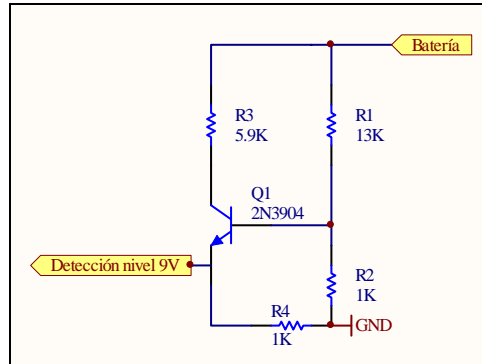 Batería
R3
5.9K
R1
13K
Q1
2N3904
Detección nivel 9V
R2
1K
R4
1K
GND